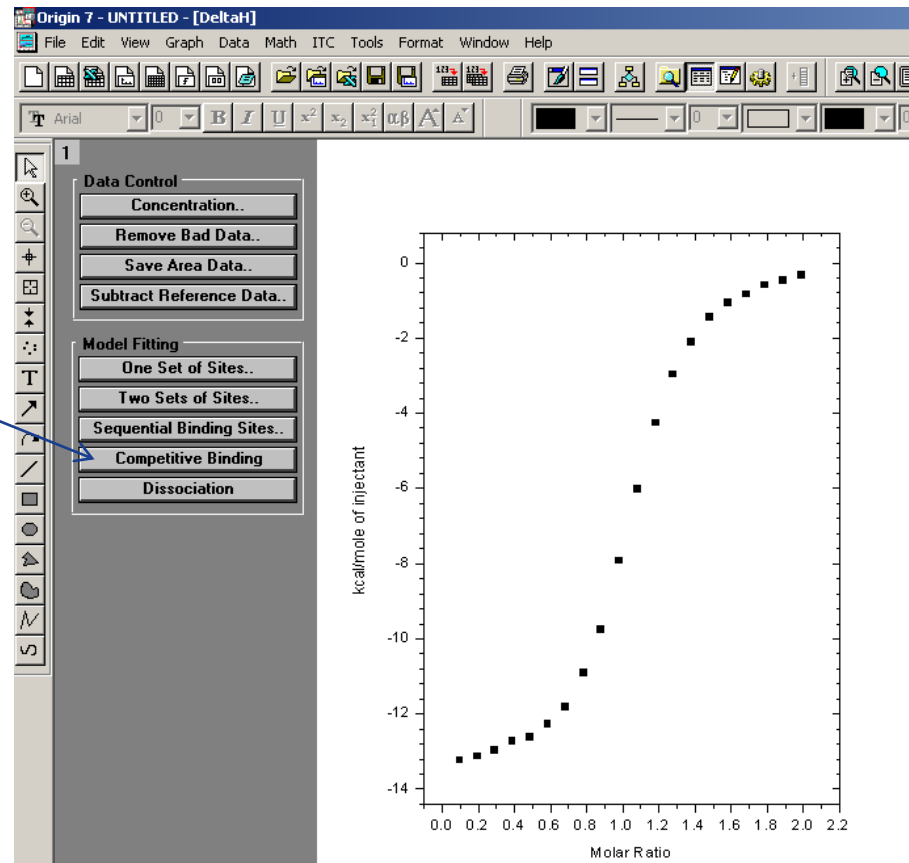 Origin 7 - UNTITLED - [DeltaH]
File Edit View Graph Data Math ITC Tools Format Window Help
Arial 0 B I U x² x₂ x₁² αβ A A 0
1
Data Control
Concentration..
Remove Bad Data..
Save Area Data..
Subtract Reference Data..
Model Fitting
One Set of Sites..
Two Sets of Sites..
Sequential Binding Sites..
Competitive Binding
Dissociation
T
kcal/mole of injectant
0
-2
-4
-6
-8
-10
-12
-14
0.0 0.2 0.4 0.6 0.8 1.0 1.2 1.4 1.6 1.8 2.0 2.2
Molar Ratio